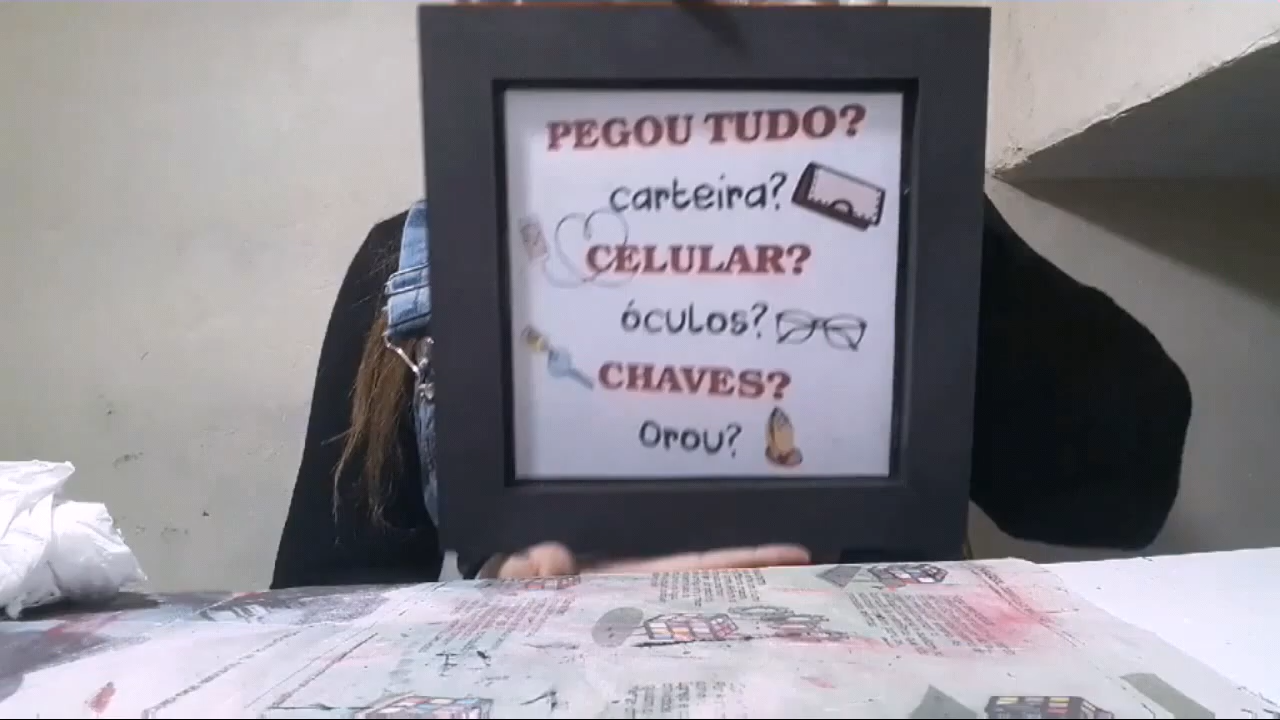 PEGOU TUDO?
carteira?
CELULAR?
óculos?
CHAVES?
Orou?